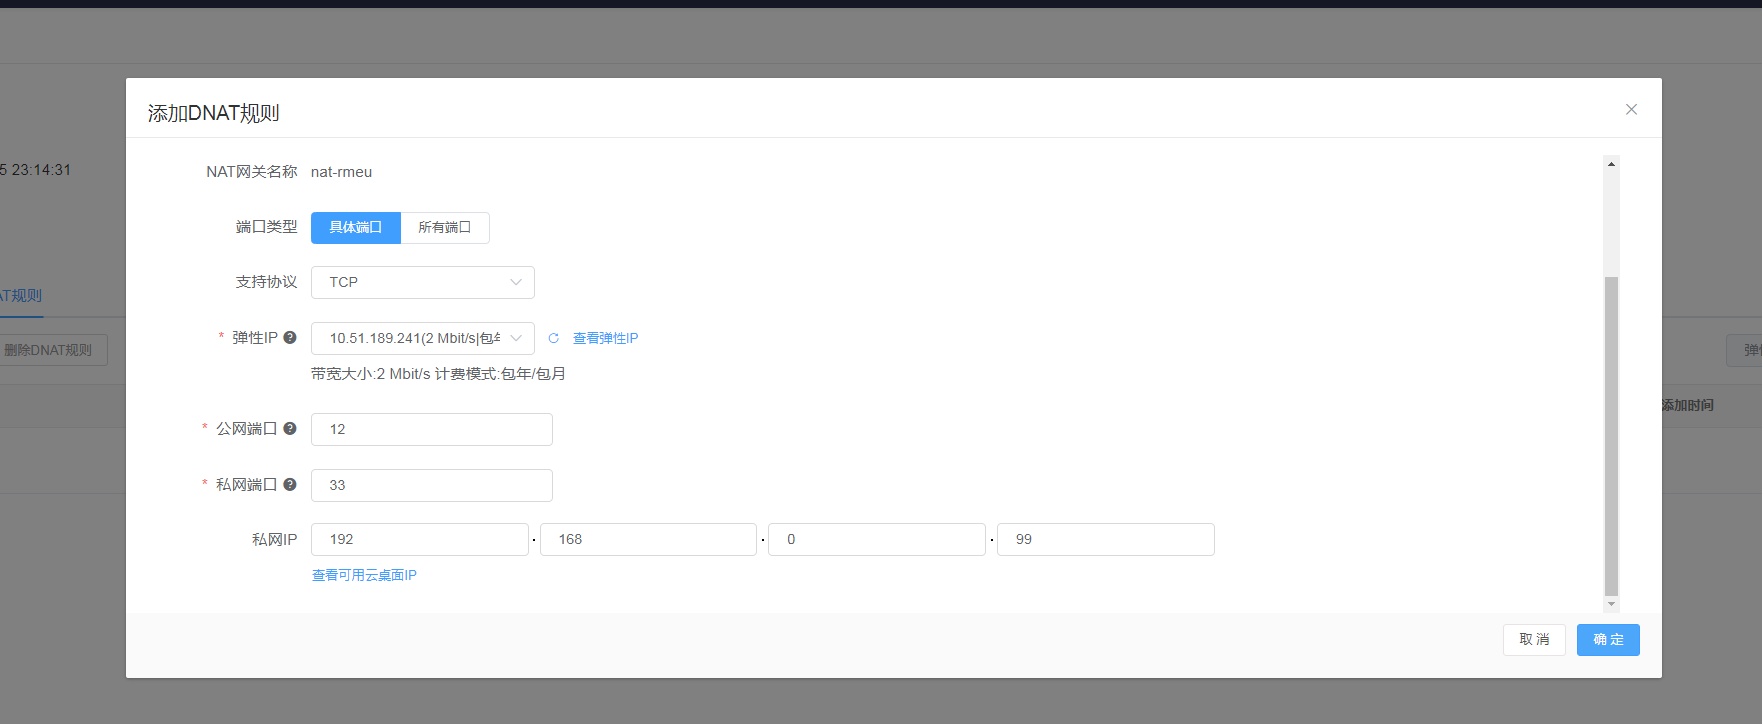 添加DNAT规则
NAT网关名称 nat-rmeu
5 23:14:31
端口类型 具体端口 所有端口
支持协议 TCP
AT规则
* 弹性IP 10.51.189.241(2 Mbit/s|包年 查看弹性IP
删除DNAT规则
弹性
带宽大小:2 Mbit/s 计费模式:包年/包月
添加时间
* 公网端口 12
* 私网端口 33
私网IP 192 . 168 . 0 . 99
查看可用云桌面IP
取 消 确 定